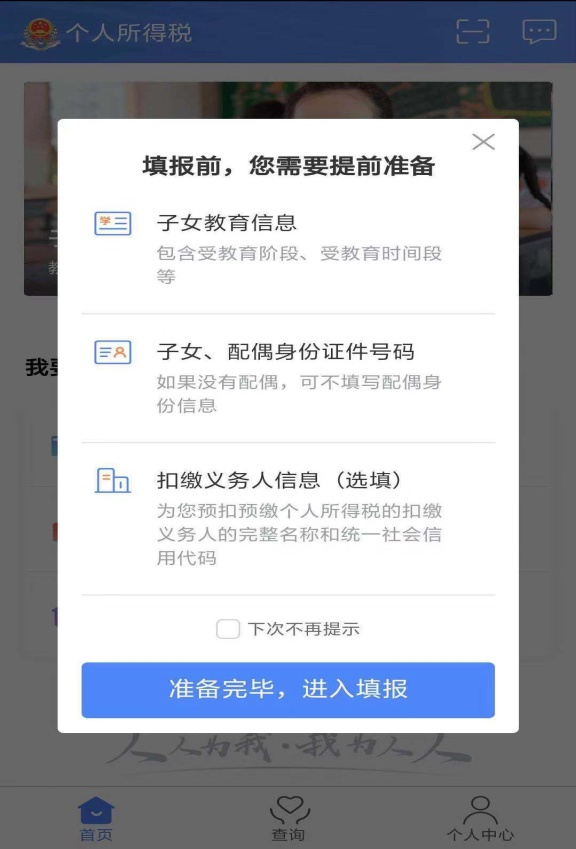 个人所得税
填报前，您需要提前准备
子女教育信息
包含受教育阶段、受教育时间段
等
子女、配偶身份证件号码
如果没有配偶，可不填写配偶身
份信息
我要
扣缴义务人信息（选填）
为您预扣预缴个人所得税的扣缴
义务人的完整名称和统一社会信
用代码
下次不再提示
准备完毕，进入填报
人人为我·我为人人
首页
查询
个人中心